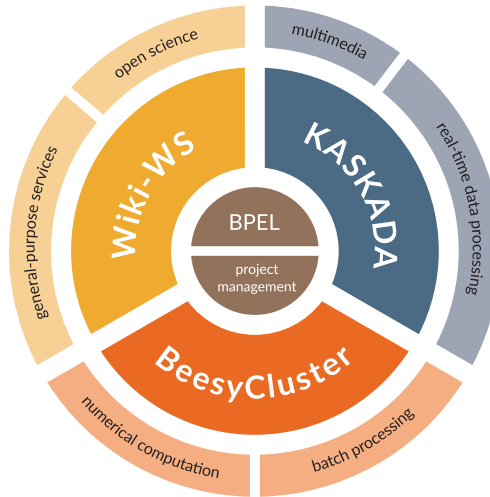 open science
multimedia
general-purpose services
real-time data processing
Wiki-WS
KASKADA
BPEL
project
management
BeesyCluster
numerical computation
batch processing